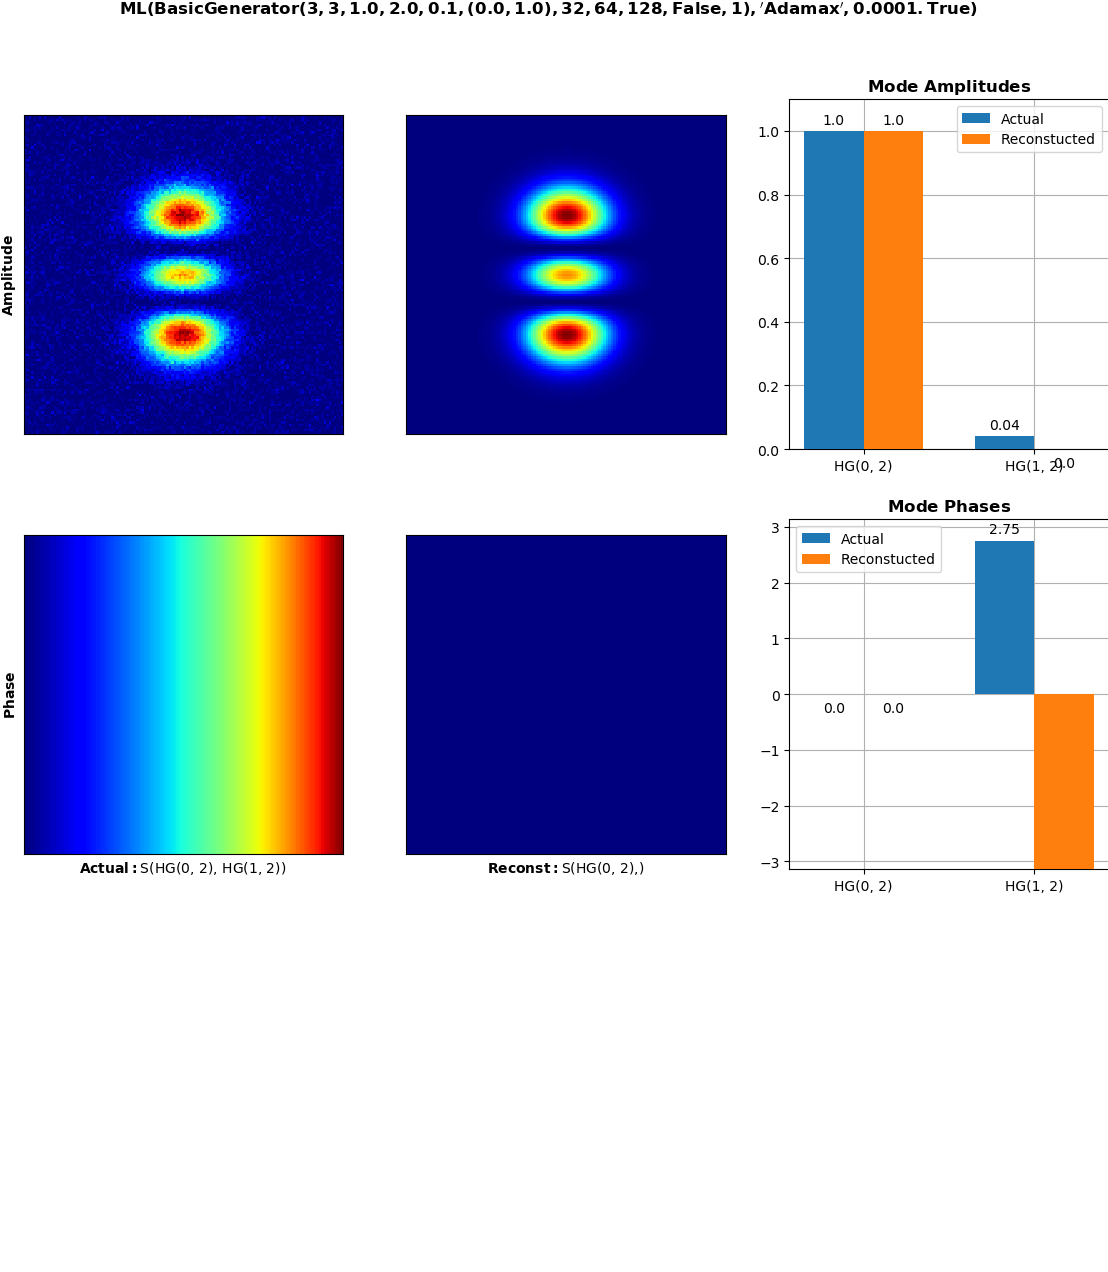 ML(BasicGenerator(3, 3, 1.0, 2.0, 0.1, (0.0, 1.0), 32, 64, 128, False, 1), ′Adamax′, 0.0001. True)
Amplitude
Mode Amplitudes
1.0 1.0
Actual
Reconstucted
1.0
0.8
0.6
0.4
0.2
0.0
0.04
0.0
HG(0, 2) HG(1, 2)
Phase
Actual: S(HG(0, 2), HG(1, 2))
Reconst: S(HG(0, 2),)
Mode Phases
Actual
Reconstucted
2.75
3
2
1
0
−1
−2
−3
0.0 0.0
HG(0, 2) HG(1, 2)